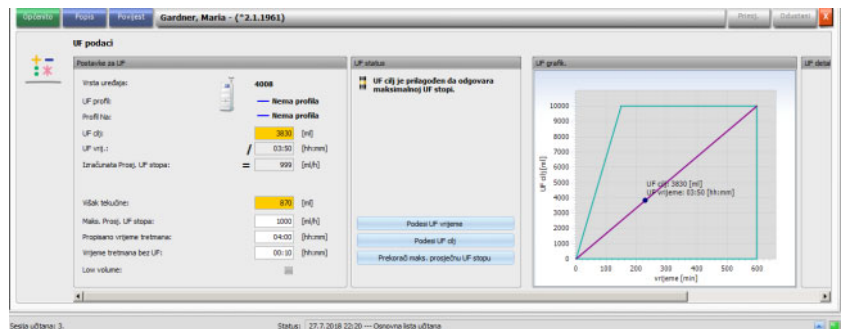 Općenito Popis Povijest Gardner, Maria - (*2.1.1961) Primij. Odustani X
UF podaci
Postavke za UF
Vrsta uređaja: 4008
UF profil: Nema profila
Profil Na: Nema profila
UF cilj: 3830 [ml]
UF vrij.: / 03:50 [hh:mm]
Izračunata Prosj. UF stopa: = 999 [ml/h]
Višak tekućine: 870 [ml]
Maks. Prosj. UF stopa: 1000 [ml/h]
Propisano vrijeme tretmana: 04:00 [hh:mm]
Vrijeme tretmana bez UF: 00:10 [hh:mm]
Low volume:
UF status
UF cilj je prilagođen da odgovara
maksimalnoj UF stopi.
Podesi UF vrijeme
Podesi UF cilj
Prekorači maks. prosječnu UF stopu
UF grafik.
10000
9000
8000
7000
6000
5000
4000
3000
2000
1000
0
UF cilj [ml]
UF cilj: 3830 [ml]
UF vrijeme: 03:50 [hh:mm]
0 100 200 300 400 500 600
vrijeme [min]
UF detal
Sesija učitana: 3. Status: 27.7.2018 22:20 --- Osnovna lista učitana